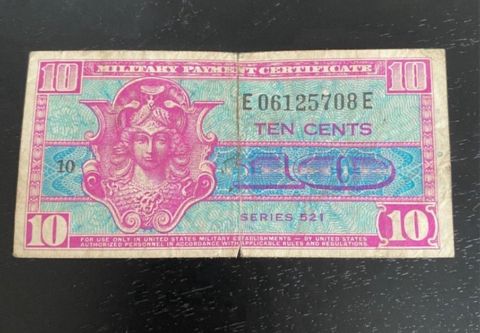 10 MILITARY PAYMENT CERTIFICATE 10
E 06125708 E
TEN CENTS
10 10
SERIES 521
10 10
FOR USE ONLY IN UNITED STATES MILITARY ESTABLISHMENTS — BY UNITED STATES
AUTHORIZED PERSONNEL IN ACCORDANCE WITH APPLICABLE RULES AND REGULATIONS.